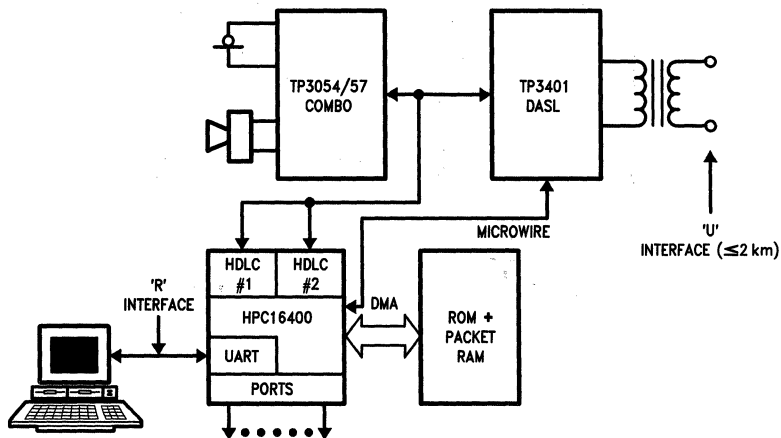 TP3054/57
COMBO
TP3401
DASL
MICROWIRE
'U'
INTERFACE (≤2 km)
HDLC
#1
HDLC
#2
'R'
INTERFACE
HPC16400
DMA
ROM +
PACKET
RAM
UART
PORTS